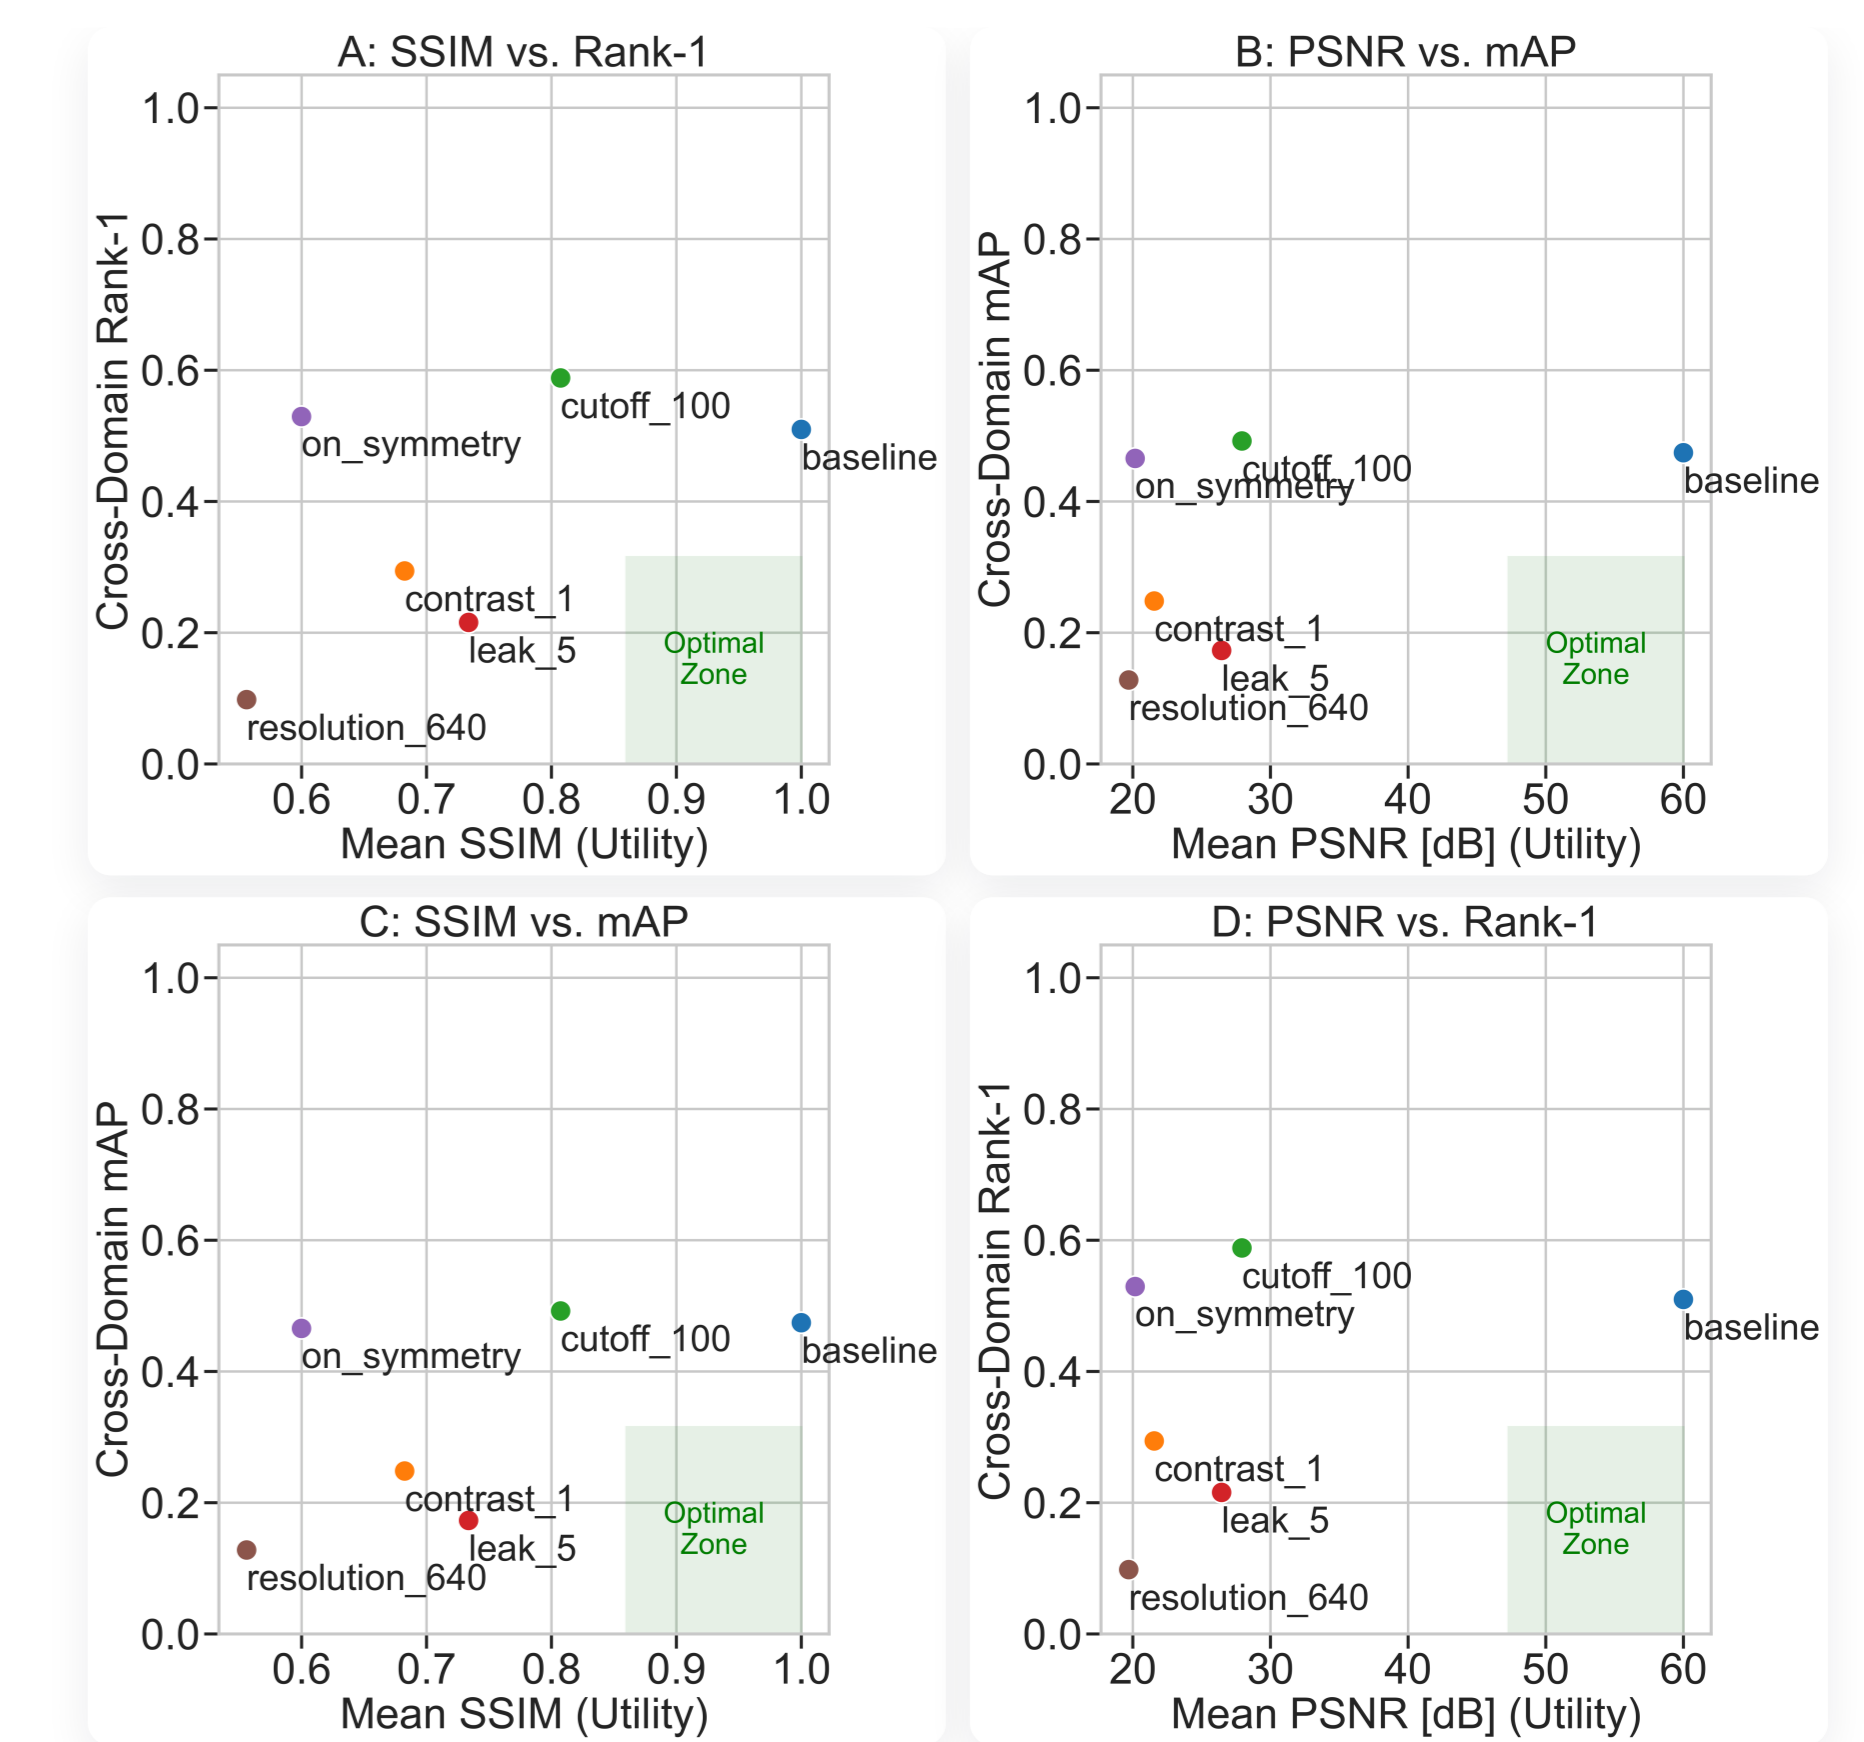 A: SSIM vs. Rank-1
Cross-Domain Rank-1
1.0
0.8
0.6
0.4
0.2
0.0
cutoff_100
on_symmetry
baseline
contrast_1
leak_5
resolution_640
Optimal
Zone
0.6 0.7 0.8 0.9 1.0
Mean SSIM (Utility)
B: PSNR vs. mAP
Cross-Domain mAP
1.0
0.8
0.6
0.4
0.2
0.0
cutoff_100
on_symmetry
baseline
contrast_1
leak_5
resolution_640
Optimal
Zone
20 30 40 50 60
Mean PSNR [dB] (Utility)
C: SSIM vs. mAP
Cross-Domain mAP
1.0
0.8
0.6
0.4
0.2
0.0
cutoff_100
on_symmetry
baseline
contrast_1
leak_5
resolution_640
Optimal
Zone
0.6 0.7 0.8 0.9 1.0
Mean SSIM (Utility)
D: PSNR vs. Rank-1
Cross-Domain Rank-1
1.0
0.8
0.6
0.4
0.2
0.0
cutoff_100
on_symmetry
baseline
contrast_1
leak_5
resolution_640
Optimal
Zone
20 30 40 50 60
Mean PSNR [dB] (Utility)